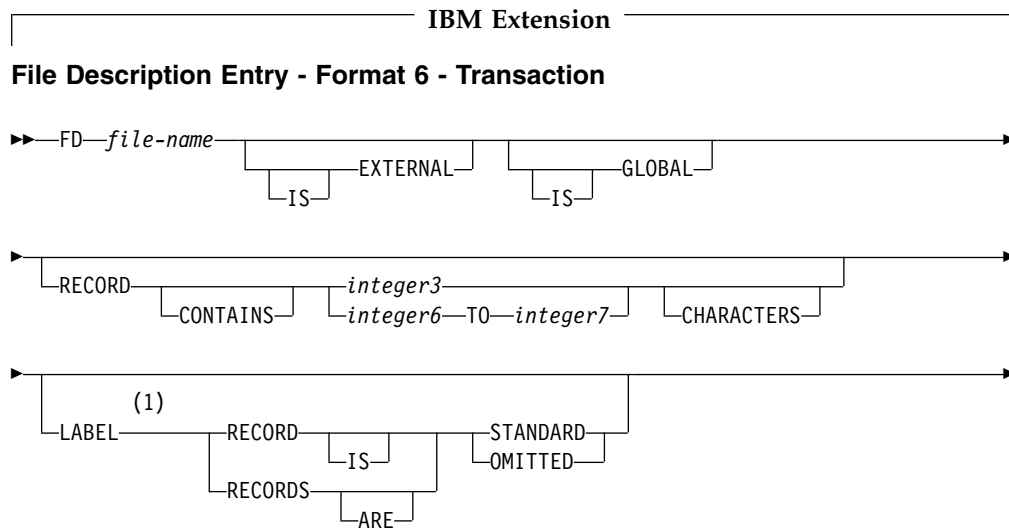 IBM Extension
File Description Entry - Format 6 - Transaction
FD file-name EXTERNAL GLOBAL
IS IS
RECORD integer3
CONTAINS integer6 TO integer7 CHARACTERS
(1)
LABEL RECORD STANDARD
IS OMITTED
RECORDS
ARE